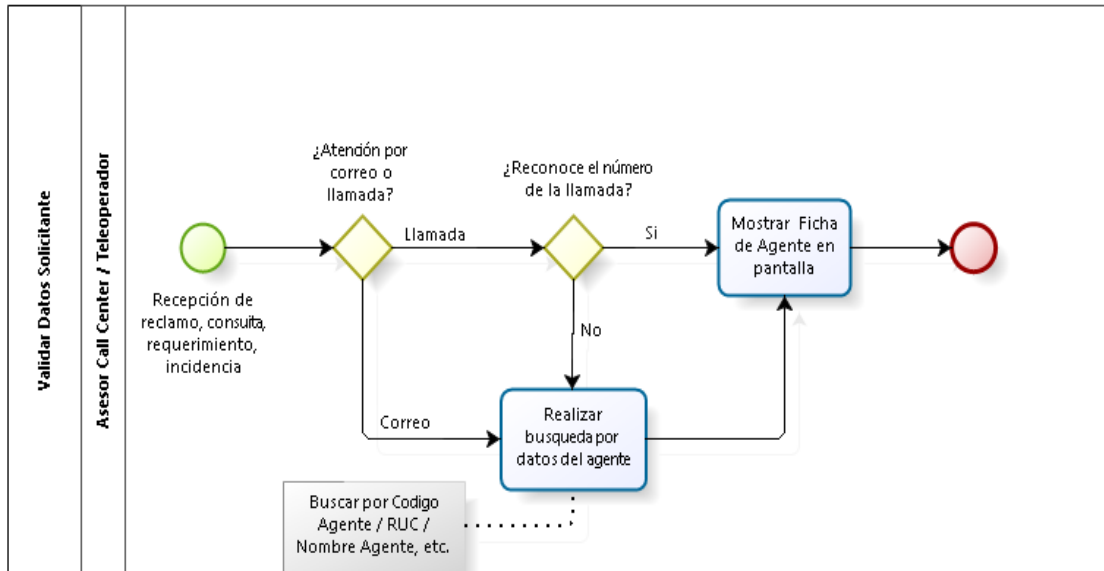 Validar Datos Solicitante
Asesor Call Center / Teleoperador
¿Atención por
correo o
llamada?
¿Reconoce el número
de la llamada?
Llamada
Si
Mostrar Ficha
de Agente en
pantalla
Recepción de
reclamo, consulta,
requerimiento,
incidencia
No
Correo
Realizar
busqueda por
datos del agente
Buscar por Codigo
Agente / RUC /
Nombre Agente, etc.